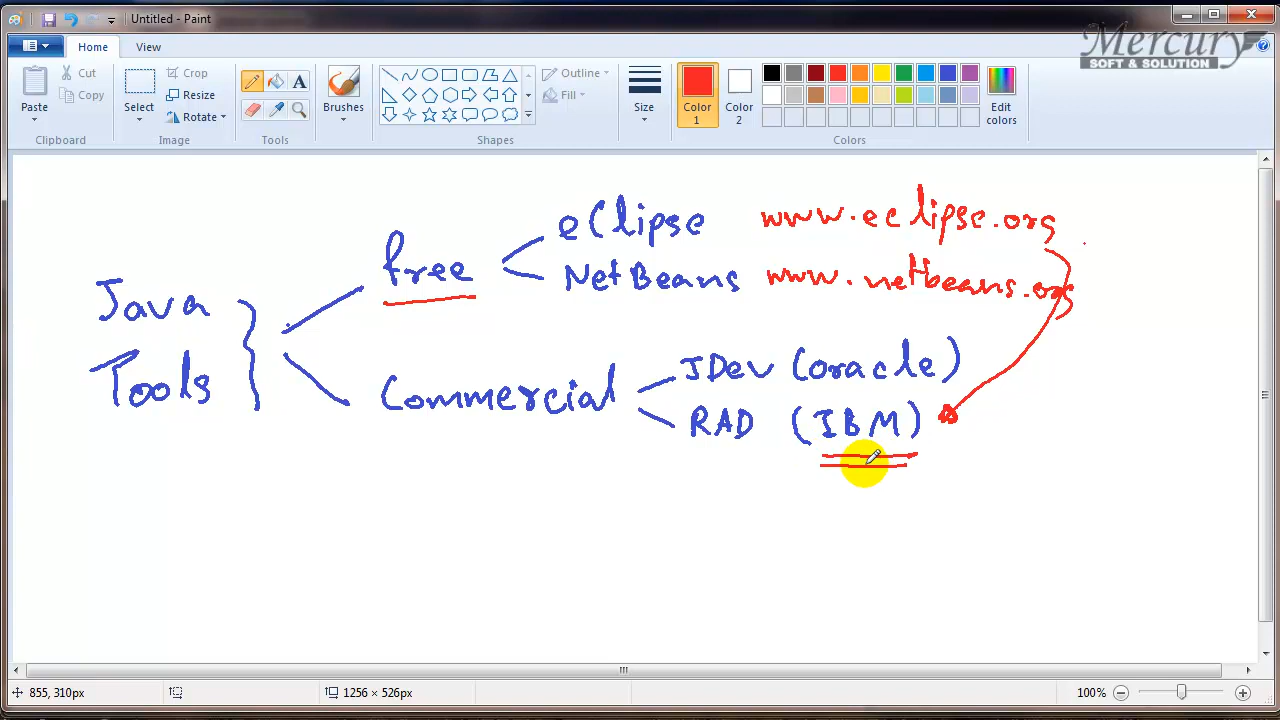 Untitled - Paint
Mercury
SOFT & SOLUTION
Home View
Paste Cut Copy Select Crop Resize Rotate Brushes Outline Fill Size Color 1 Color 2 Edit colors
Clipboard Image Tools Shapes Colors
eClipse www.eclipse.org
free
NetBeans www.netbeans.org
Java
Tools
JDev (oracle)
Commercial
RAD (IBM)
855, 310px 1256 × 526px 100%